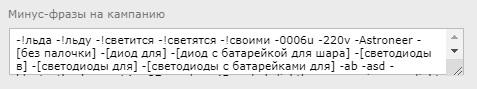 Минус-фразы на кампанию
-!льда -!льду -!светится -!светятся -!своими -0006u -220v -Astroneer -
[без палочки] -[диод для] -[диод с батарейкой для шара] -[светодиоды
в] -[светодиоды для] -[светодиоды с батарейками для] -ab -asd -